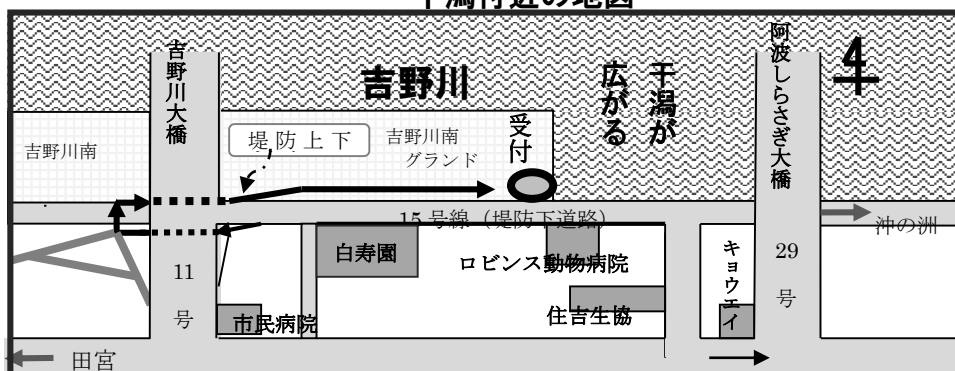 干潟付近の地図
吉野川大橋
吉野川
干潟が
広がる
阿波しらさぎ大橋
4
吉野川南
堤防上下
吉野川南
グランド
受付
15号線（堤防下道路）
沖の洲
11
号
白寿園
ロビンス動物病院
キョウエイ
29
号
市民病院
住吉生協
田宮